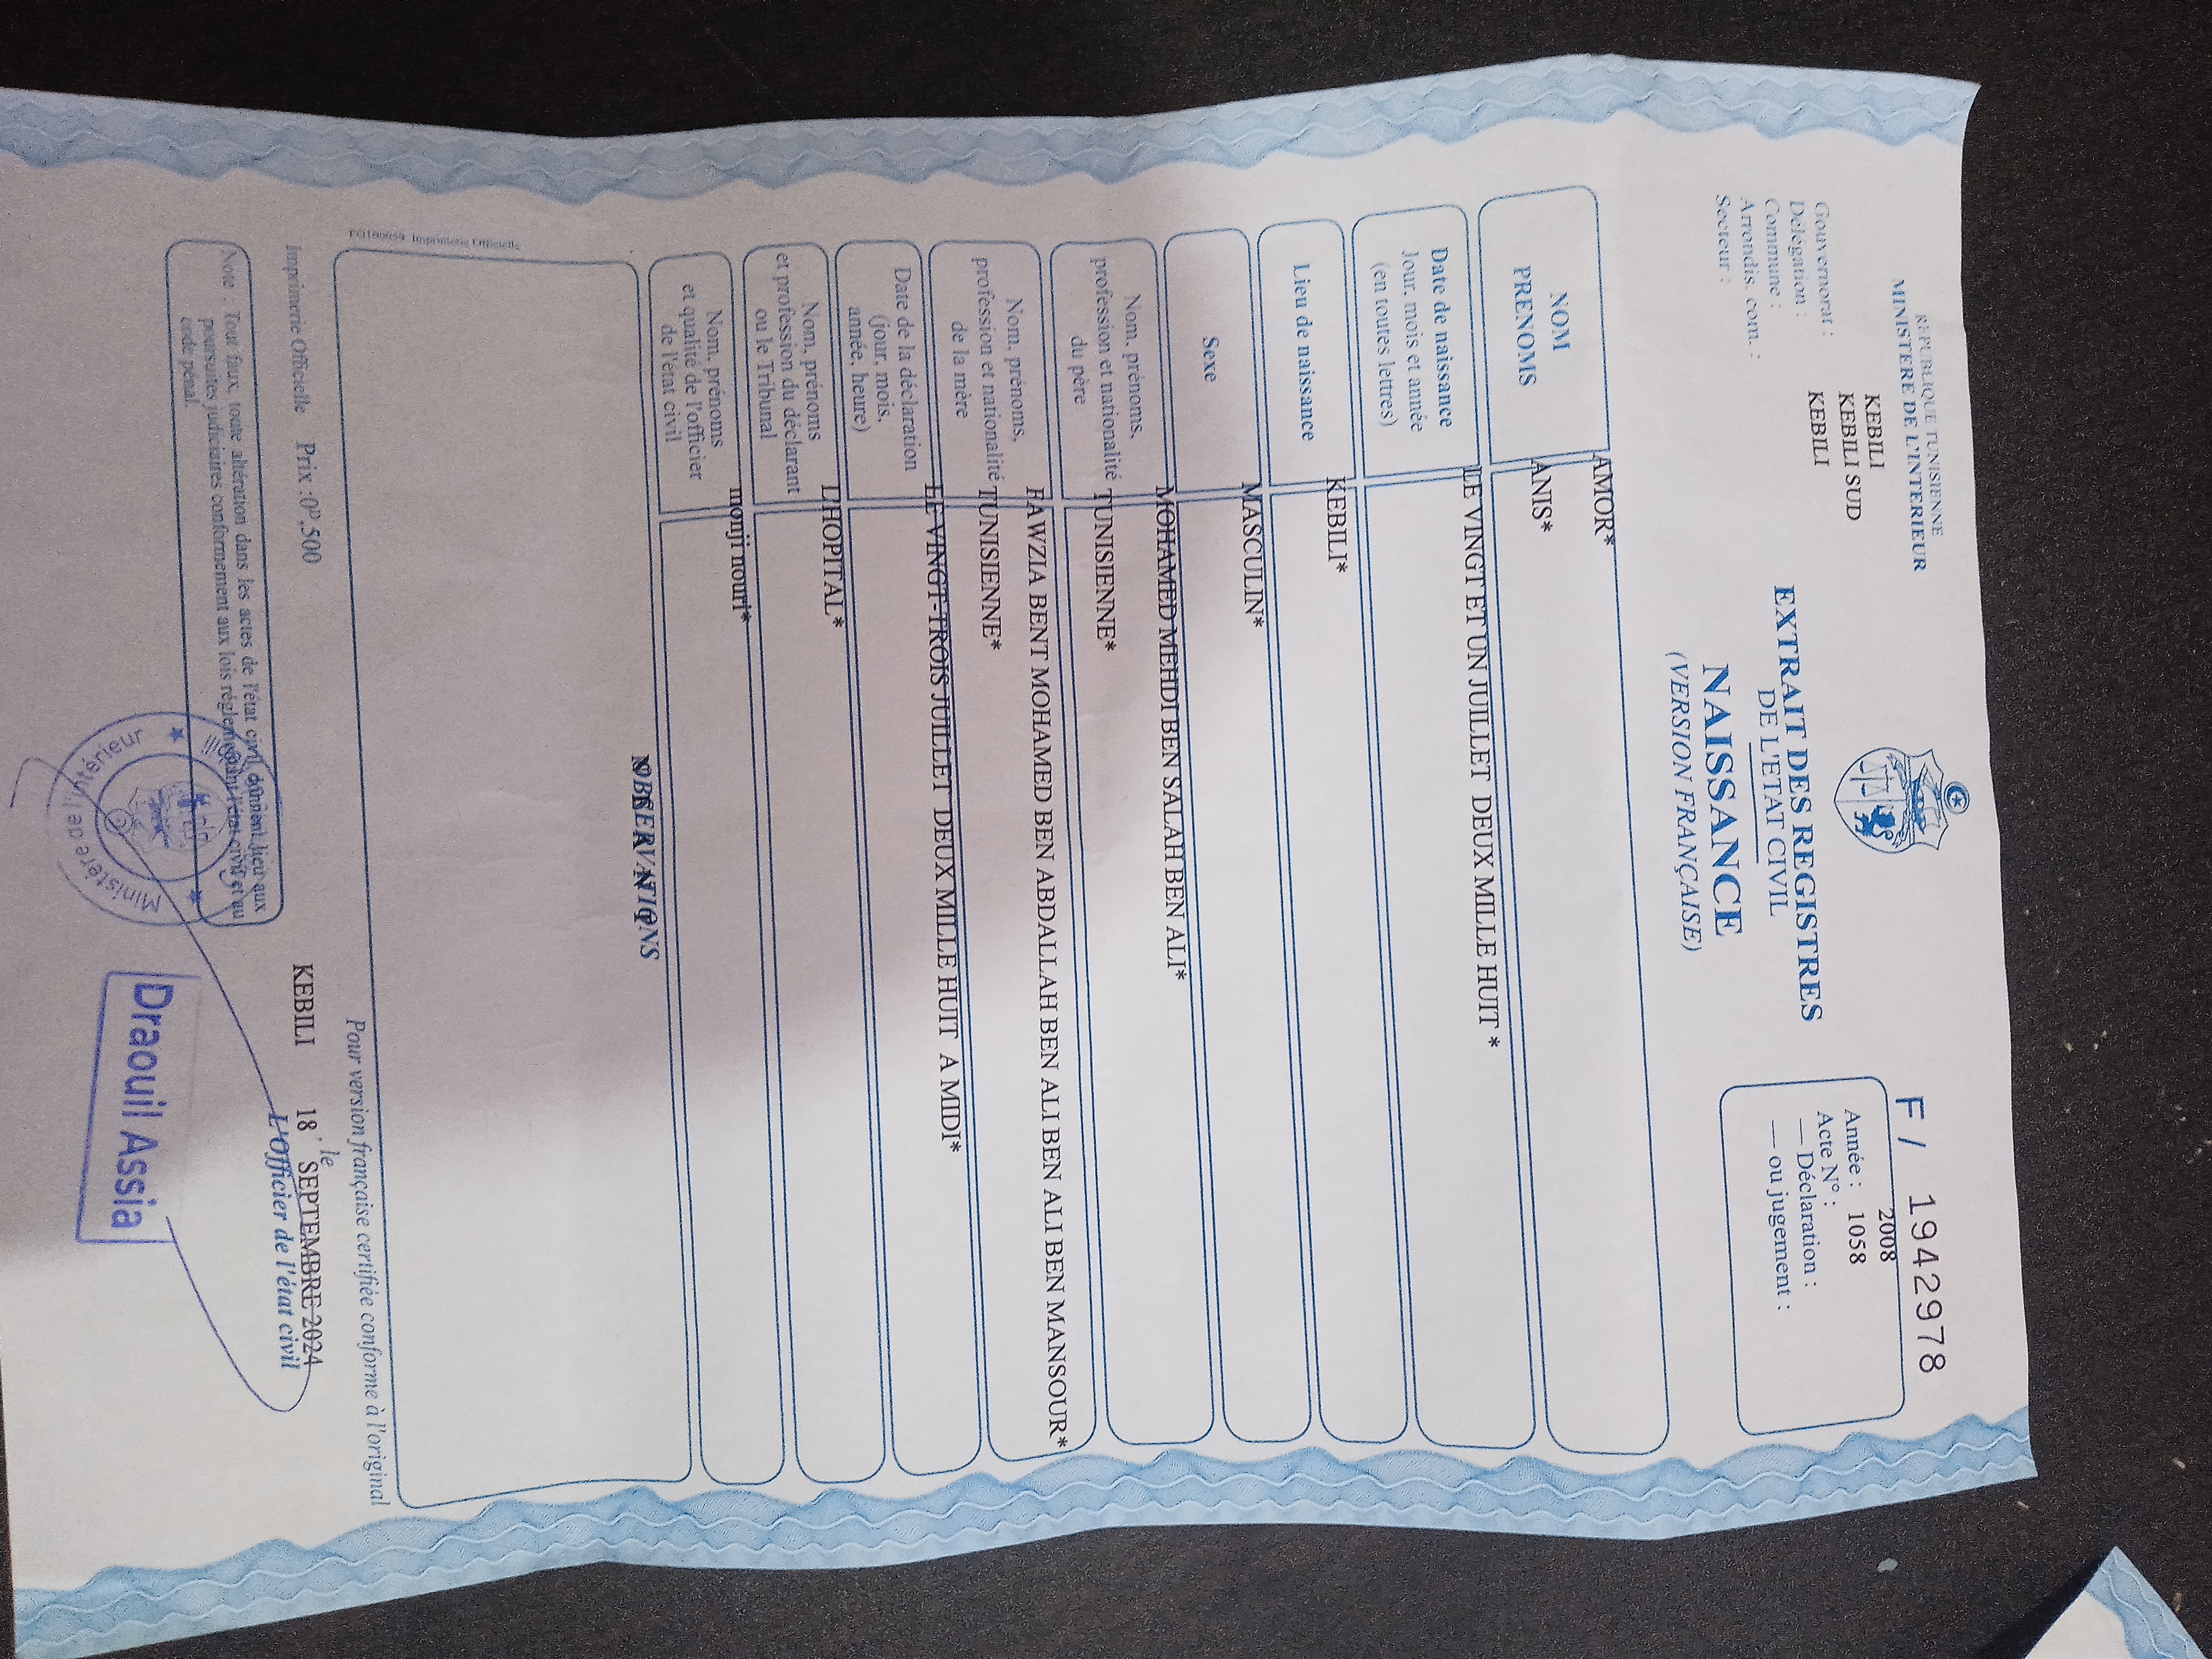 REPUBLIQUE TUNISIENNE
MINISTERE DE L'INTERIEUR
F / 1942978
KEBILI
KEBILI SUD
KEBILI
Gouvernorat :
Delegation :
Commune :
Arrondis. com. :
Secteur :
EXTRAIT DES REGISTRES
DE L'ETAT CIVIL
NAISSANCE
(VERSION FRANÇAISE)
2008
Année : 1058
Acte N° :
— Déclaration :
— ou jugement :
AMOR*
NOM
PRENOMS
ANIS*
Date de naissance
Jour, mois et année
(en toutes lettres)
LE VINGT ET UN JUILLET DEUX MILLE HUIT *
Lieu de naissance
KEBILI*
Sexe
MASCULIN*
Nom, prénoms,
profession et nationalité
du père
MOHAMED MEHDI BEN SALAH BEN ALI*
TUNISIENNE*
Nom, prénoms,
profession et nationalité
de la mère
FAWZIA BENT MOHAMED BEN ABDALLAH BEN ALI BEN ALI BEN MANSOUR*
TUNISIENNE*
Date de la déclaration
(jour, mois,
année, heure)
LE VINGT-TROIS JUILLET DEUX MILLE HUIT A MIDI*
Nom, prénoms
et profession du déclarant
ou le Tribunal
L'HOPITAL*
Nom, prénoms
et qualité de l'officier
de l'état civil
monji nouri*
OBSERVATIONS
Imprimerie Officielle
Pour version française certifiée conforme à l'original
Imprimerie Officielle Prix :0ᴰ.500
KEBILI 18 le SEPTEMBRE 2024
L'Officier de l'état civil
Note : Tout faux, toute altération dans les actes de l'état civil, donnent lieu aux
poursuites judiciaires conformement aux lois réglementant l'état civil et au
code pénal.
Ministère de l'intérieur
Draouil Assia